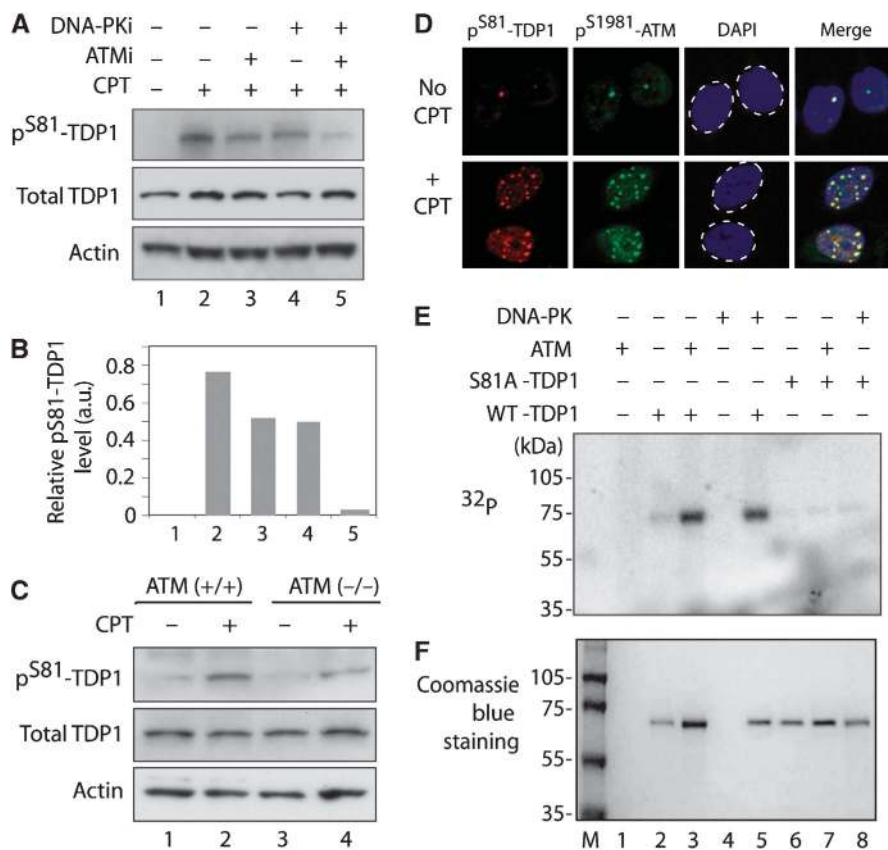 A
DNA-PKi – – – + +
ATMi – – + – +
CPT – + + + +
pS81-TDP1
Total TDP1
Actin
1 2 3 4 5
B
Relative pS81-TDP1
level (a.u.)
0.8
0.6
0.4
0.2
0
1 2 3 4 5
C
ATM (+/+) ATM (–/–)
CPT – + – +
pS81-TDP1
Total TDP1
Actin
1 2 3 4
D
pS81-TDP1 pS1981-ATM DAPI Merge
No
CPT
+
CPT
E
DNA-PK – – – + + – – +
ATM + – + – – – + –
S81A -TDP1 – – – – – + + +
WT -TDP1 – + + – + – – –
(kDa)
32P
105-
75-
55-
35-
F
Coomassie
blue
staining
105-
75-
55-
35-
M 1 2 3 4 5 6 7 8